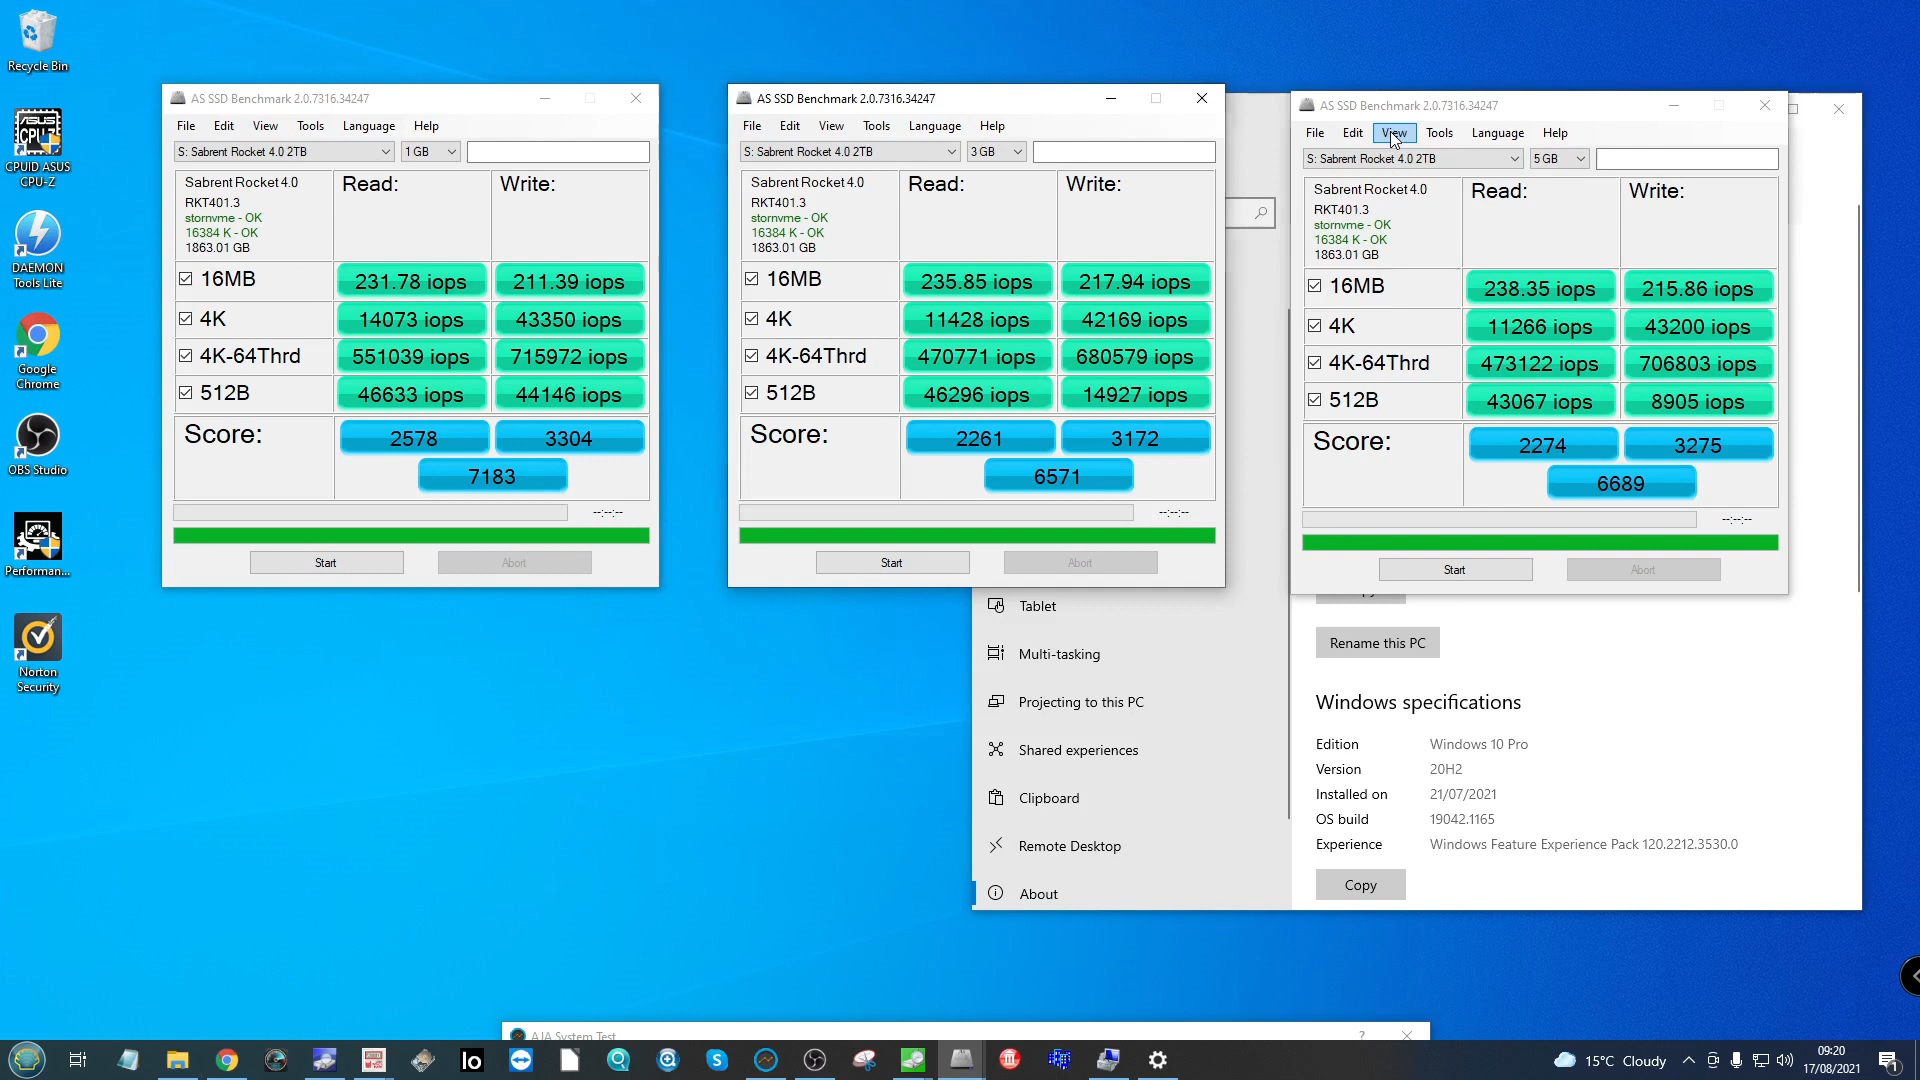 Recycle Bin
CPUID ASUS
CPU-Z
DAEMON
Tools Lite
Google
Chrome
OBS Studio
Performan...
Norton
Security
AS SSD Benchmark 2.0.7316.34247
File Edit View Tools Language Help
S: Sabrent Rocket 4.0 2TB 1 GB
Sabrent Rocket 4.0
RKT401.3
stornvme - OK
16384 K - OK
1863.01 GB
Read: Write:
16MB 231.78 iops 211.39 iops
4K 14073 iops 43350 iops
4K-64Thrd 551039 iops 715972 iops
512B 46633 iops 44146 iops
Score: 2578 3304
7183
--:--:--
Start Abort
AS SSD Benchmark 2.0.7316.34247
File Edit View Tools Language Help
S: Sabrent Rocket 4.0 2TB 3 GB
Sabrent Rocket 4.0
RKT401.3
stornvme - OK
16384 K - OK
1863.01 GB
Read: Write:
16MB 235.85 iops 217.94 iops
4K 11428 iops 42169 iops
4K-64Thrd 470771 iops 680579 iops
512B 46296 iops 14927 iops
Score: 2261 3172
6571
--:--:--
Start Abort
AS SSD Benchmark 2.0.7316.34247
File Edit View Tools Language Help
S: Sabrent Rocket 4.0 2TB 5 GB
Sabrent Rocket 4.0
RKT401.3
stornvme - OK
16384 K - OK
1863.01 GB
Read: Write:
16MB 238.35 iops 215.86 iops
4K 11266 iops 43200 iops
4K-64Thrd 473122 iops 706803 iops
512B 43067 iops 8905 iops
Score: 2274 3275
6689
--:--:--
Start Abort
Tablet
Multi-tasking
Projecting to this PC
Shared experiences
Clipboard
Remote Desktop
About
Rename this PC
Windows specifications
Edition Windows 10 Pro
Version 20H2
Installed on 21/07/2021
OS build 19042.1165
Experience Windows Feature Experience Pack 120.2212.3530.0
Copy
AJA System Test ?
Io
15°C Cloudy
09:20
17/08/2021
1